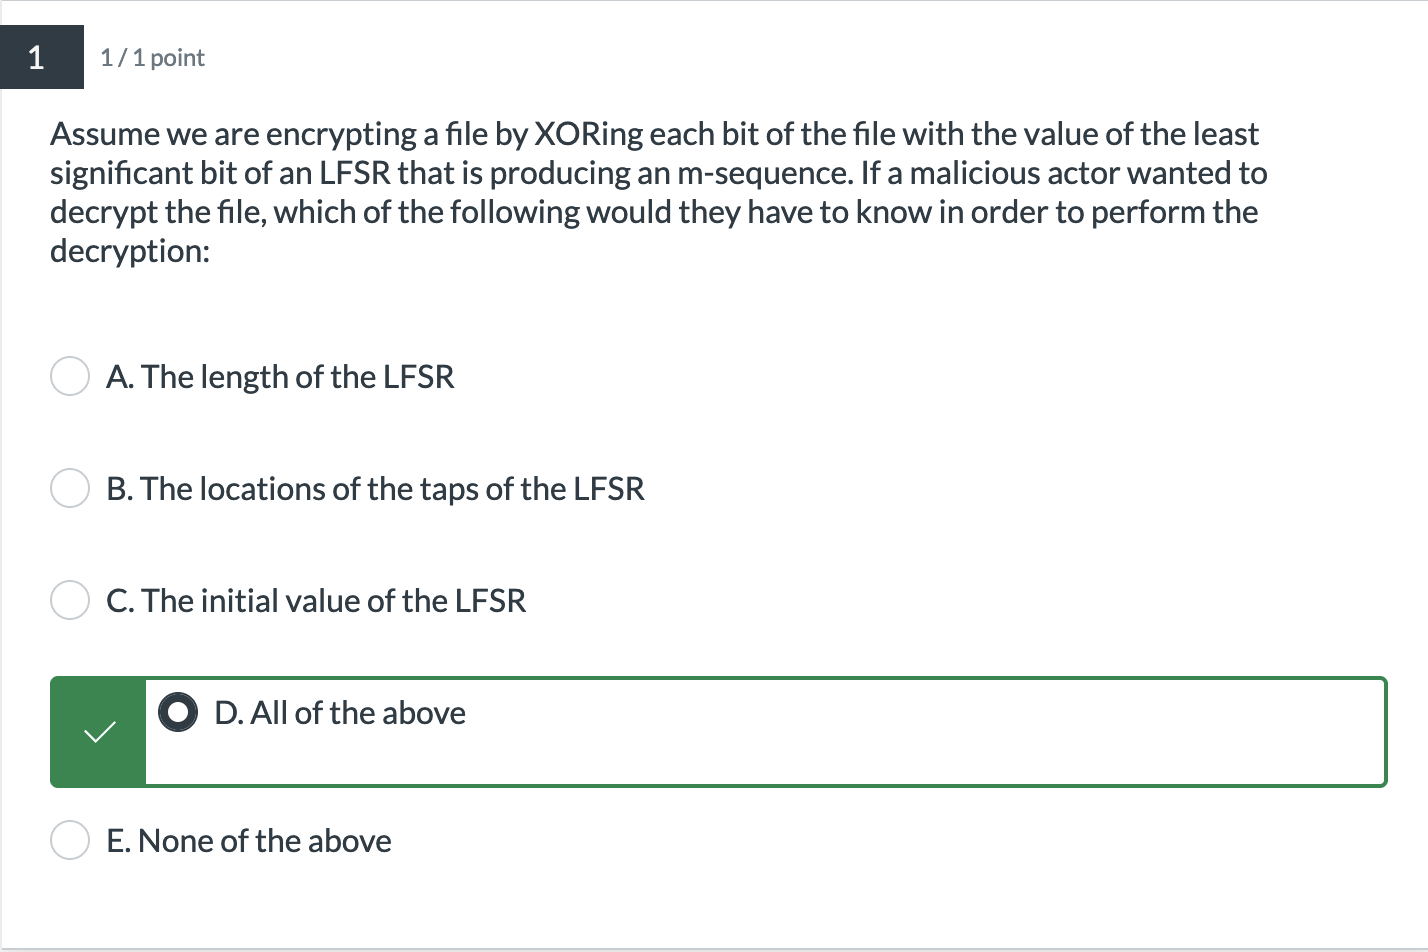 1
1 / 1 point
Assume we are encrypting a file by XORing each bit of the file with the value of the least
significant bit of an LFSR that is producing an m-sequence. If a malicious actor wanted to
decrypt the file, which of the following would they have to know in order to perform the
decryption:
A. The length of the LFSR
B. The locations of the taps of the LFSR
C. The initial value of the LFSR
D. All of the above
E. None of the above